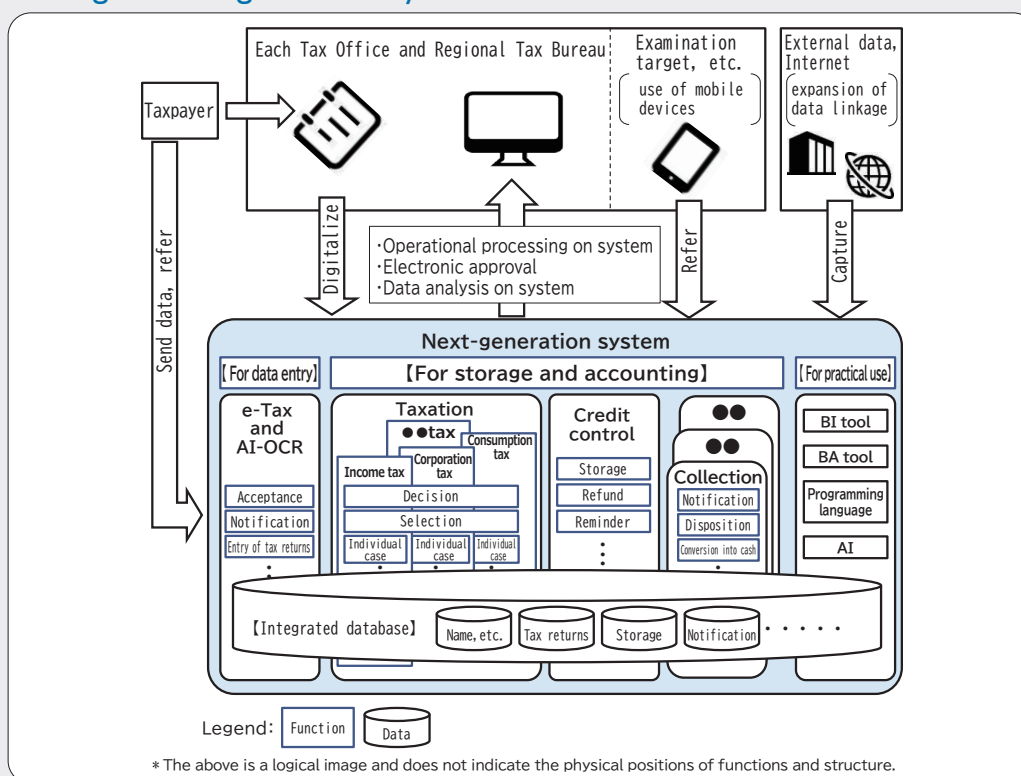 Each Tax Office and Regional Tax Bureau
Examination
target, etc.
use of mobile
devices
External data,
Internet
expansion of
data linkage
Taxpayer
Send data, refer
Digitalize
・Operational processing on system
・Electronic approval
・Data analysis on system
Refer
Capture
Next-generation system
【For data entry】
【For storage and accounting】
【For practical use】
e-Tax
and
AI-OCR
Acceptance
Notification
Entry of tax returns
Taxation
●●tax
Consumption
tax
Corporation
tax
Income tax
Decision
Selection
Individual
case
Individual
case
Individual
case
Credit
control
Storage
Refund
Reminder
●●
●●
Collection
Notification
Disposition
Conversion into cash
BI tool
BA tool
Programming
language
AI
【Integrated database】
Name, etc.
Tax returns
Storage
Notification
・・・・・
Legend:
Function
Data
* The above is a logical image and does not indicate the physical positions of functions and structure.